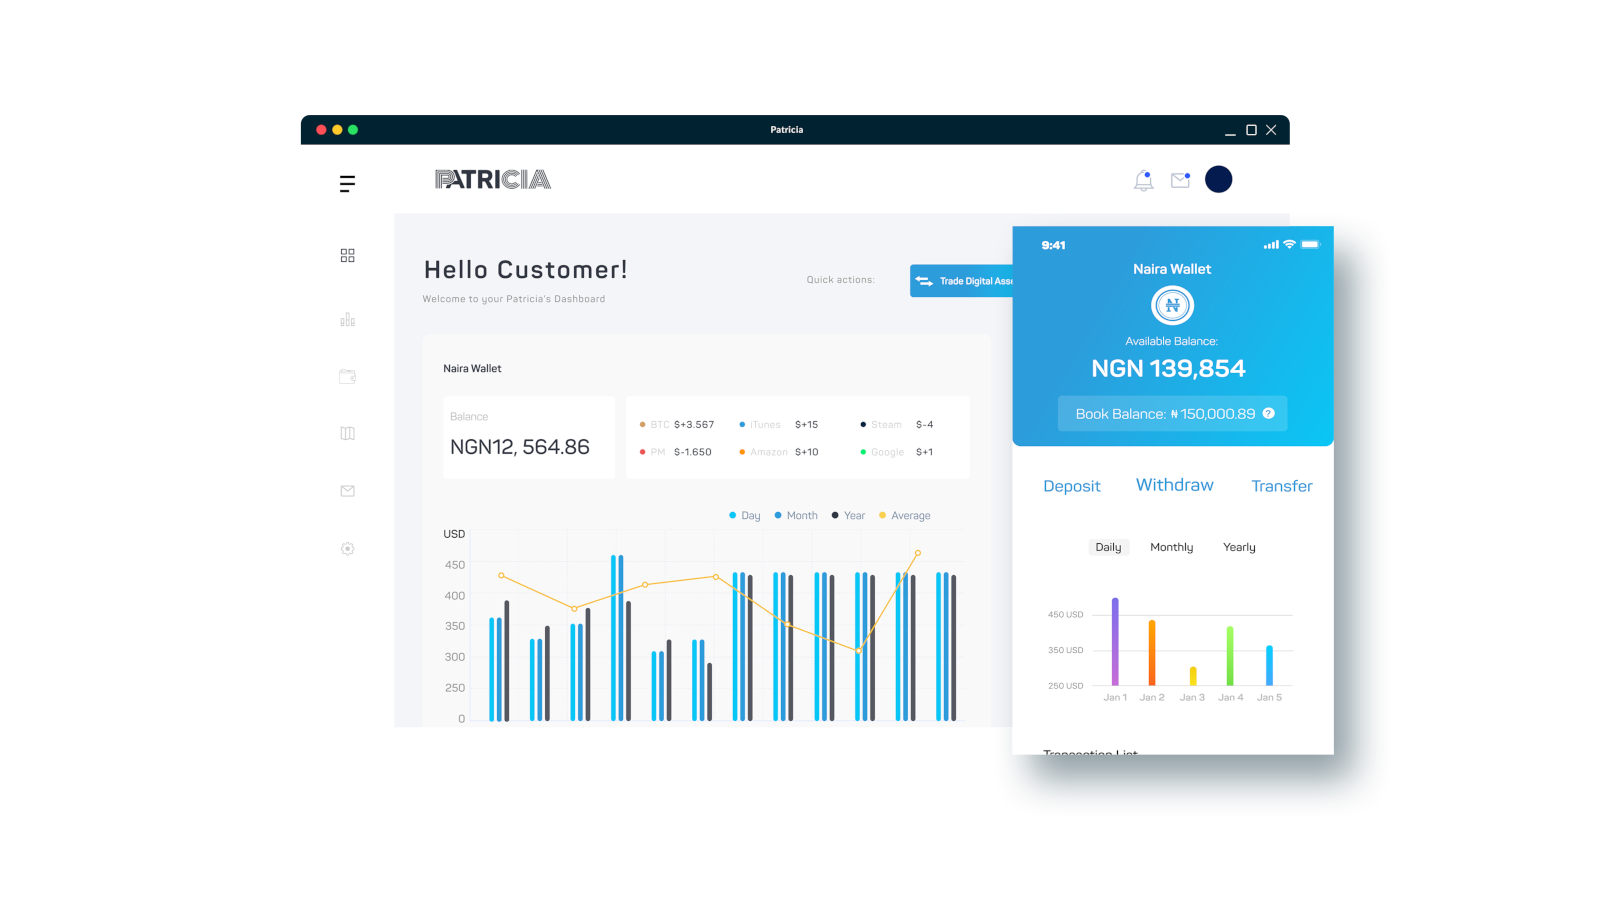 Patricia
PATRICIA
Hello Customer!
Welcome to your Patricia's Dashboard
Quick actions:
Trade Digital Asse
Naira Wallet
Balance
NGN12, 564.86
BTC $+3.567
iTunes $+15
Steam $-4
PM $-1.650
Amazon $+10
Google $+1
Day Month Year Average
USD
450
400
350
300
250
0
9:41
Naira Wallet
N
Available Balance:
NGN 139,854
Book Balance: ₦ 150,000.89 ?
Deposit Withdraw Transfer
Daily Monthly Yearly
450 USD
350 USD
250 USD
Jan 1 Jan 2 Jan 3 Jan 4 Jan 5
Transaction List